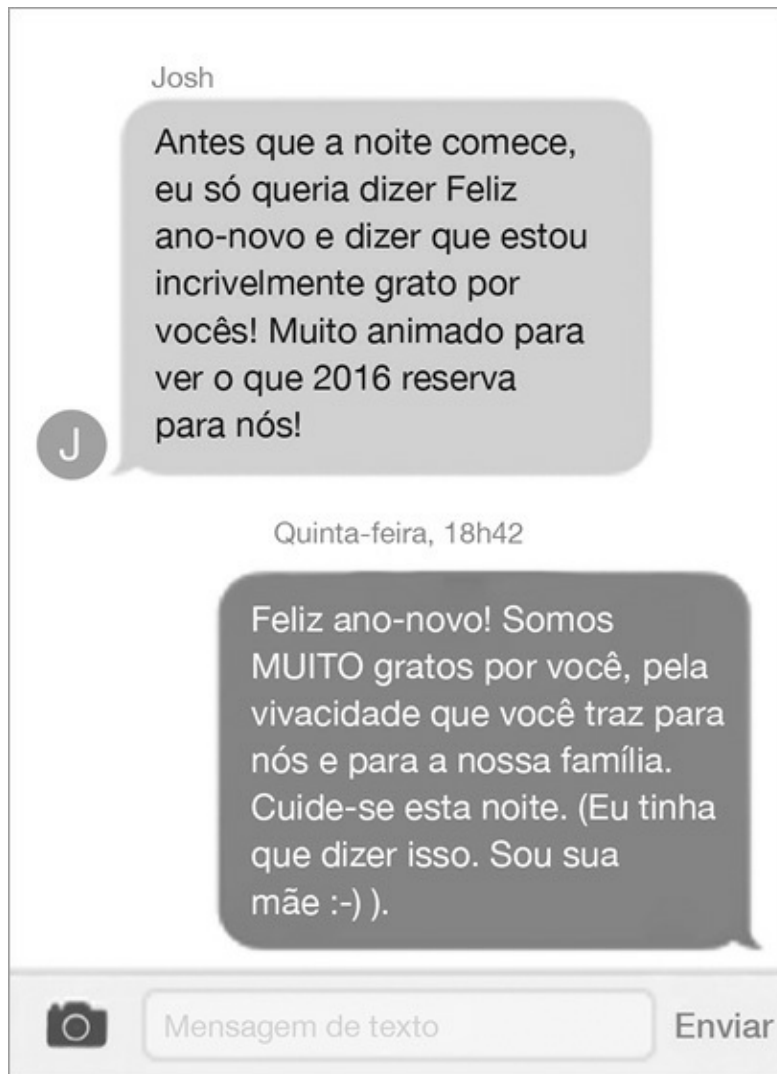 Josh
Antes que a noite comece,
eu só queria dizer Feliz
ano-novo e dizer que estou
incrivelmente grato por
vocês! Muito animado para
ver o que 2016 reserva
para nós!
J
Quinta-feira, 18h42
Feliz ano-novo! Somos
MUITO gratos por você, pela
vivacidade que você traz para
nós e para a nossa família.
Cuide-se esta noite. (Eu tinha
que dizer isso. Sou sua
mãe :-) ).
Mensagem de texto
Enviar